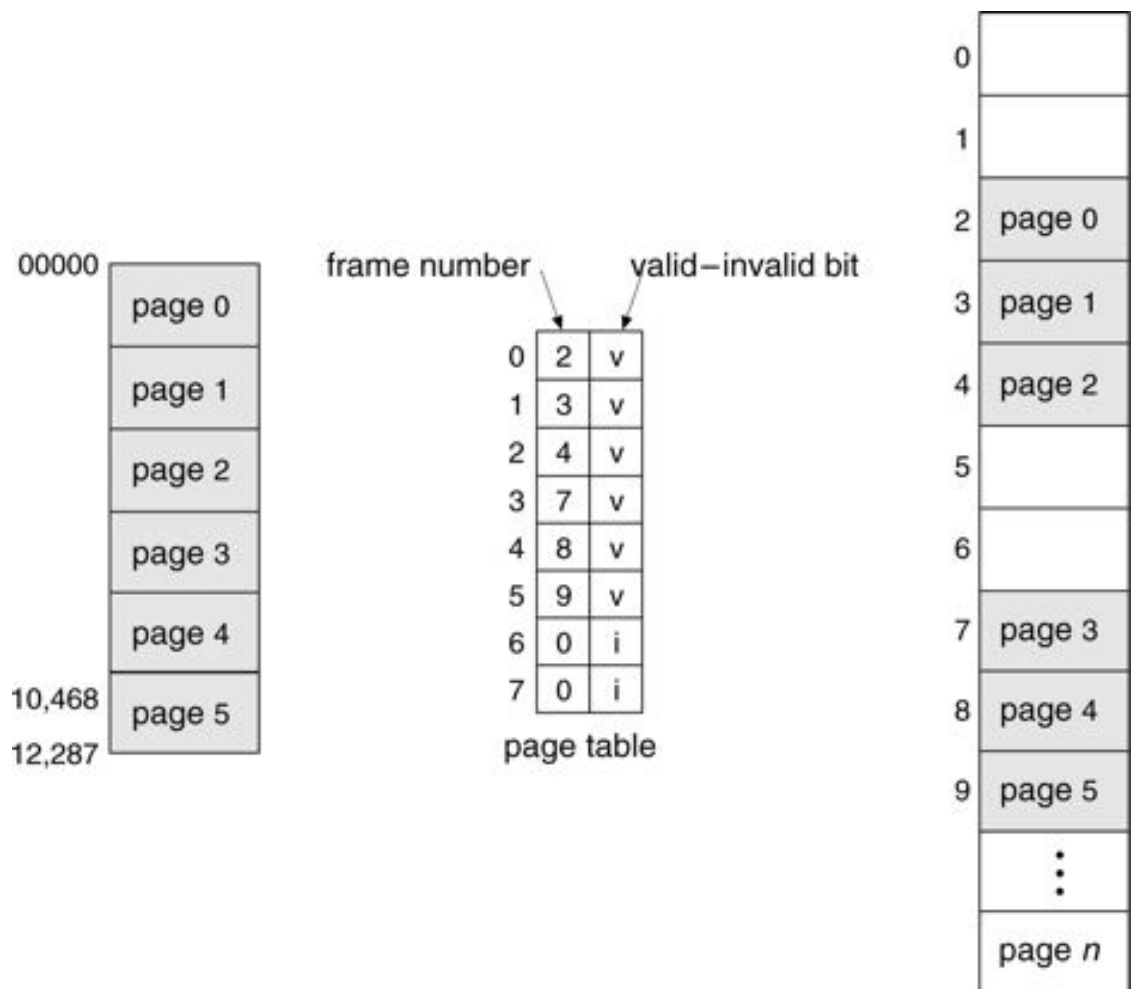 00000
page 0
page 1
page 2
page 3
page 4
10,468
page 5
12,287
frame number
valid–invalid bit
0 2 v
1 3 v
2 4 v
3 7 v
4 8 v
5 9 v
6 0 i
7 0 i
page table
0
1
2 page 0
3 page 1
4 page 2
5
6
7 page 3
8 page 4
9 page 5
page n